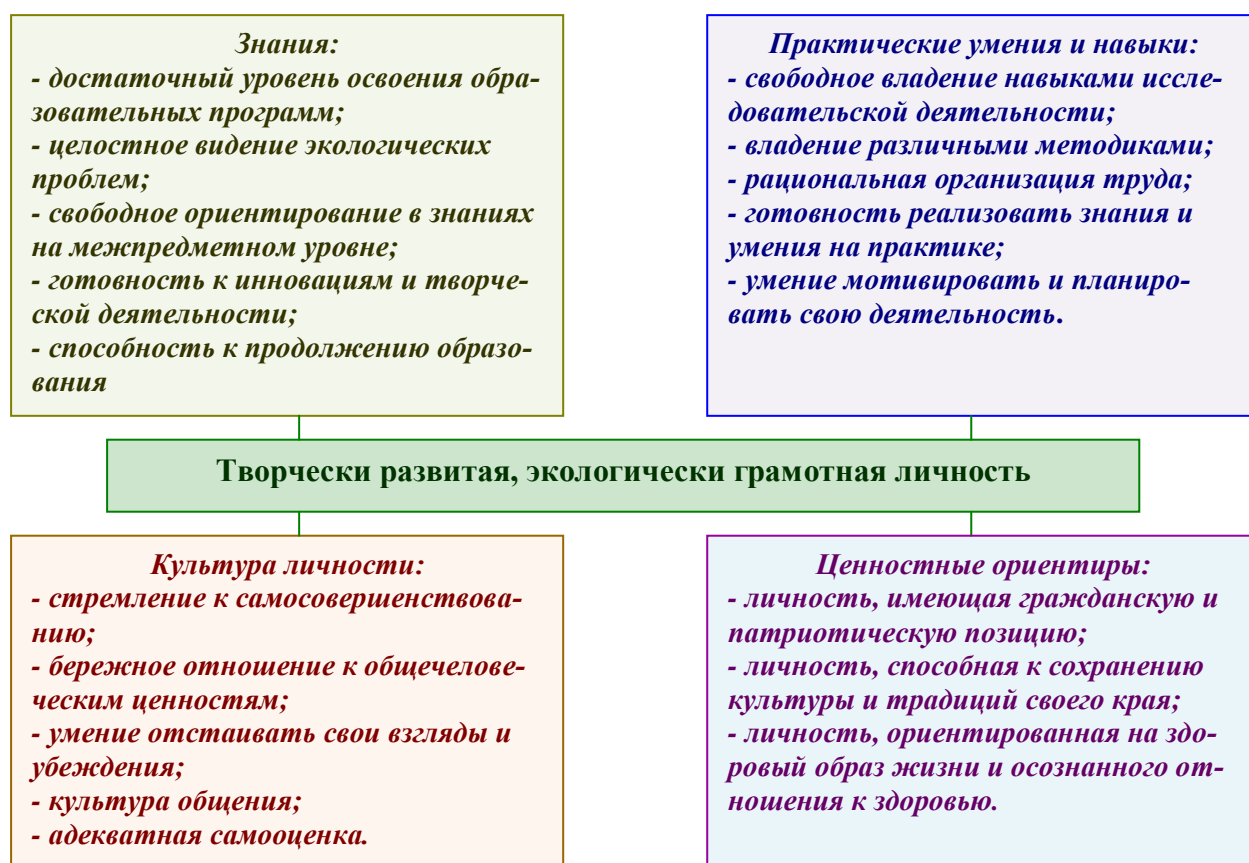 Знания:
- достаточный уровень освоения обра-
зовательных программ;
- целостное видение экологических
проблем;
- свободное ориентирование в знаниях
на межпредметном уровне;
- готовность к инновациям и творче-
ской деятельности;
- способность к продолжению образо-
вания
Практические умения и навыки:
- свободное владение навыками иссле-
довательской деятельности;
- владение различными методиками;
- рациональная организация труда;
- готовность реализовать знания и
умения на практике;
- умение мотивировать и планиро-
вать свою деятельность.
Творчески развитая, экологически грамотная личность
Культура личности:
- стремление к самосовершенствова-
нию;
- бережное отношение к общечелове-
ческим ценностям;
- умение отстаивать свои взгляды и
убеждения;
- культура общения;
- адекватная самооценка.
Ценностные ориентиры:
- личность, имеющая гражданскую и
патриотическую позицию;
- личность, способная к сохранению
культуры и традиций своего края;
- личность, ориентированная на здо-
ровый образ жизни и осознанного от-
ношения к здоровью.